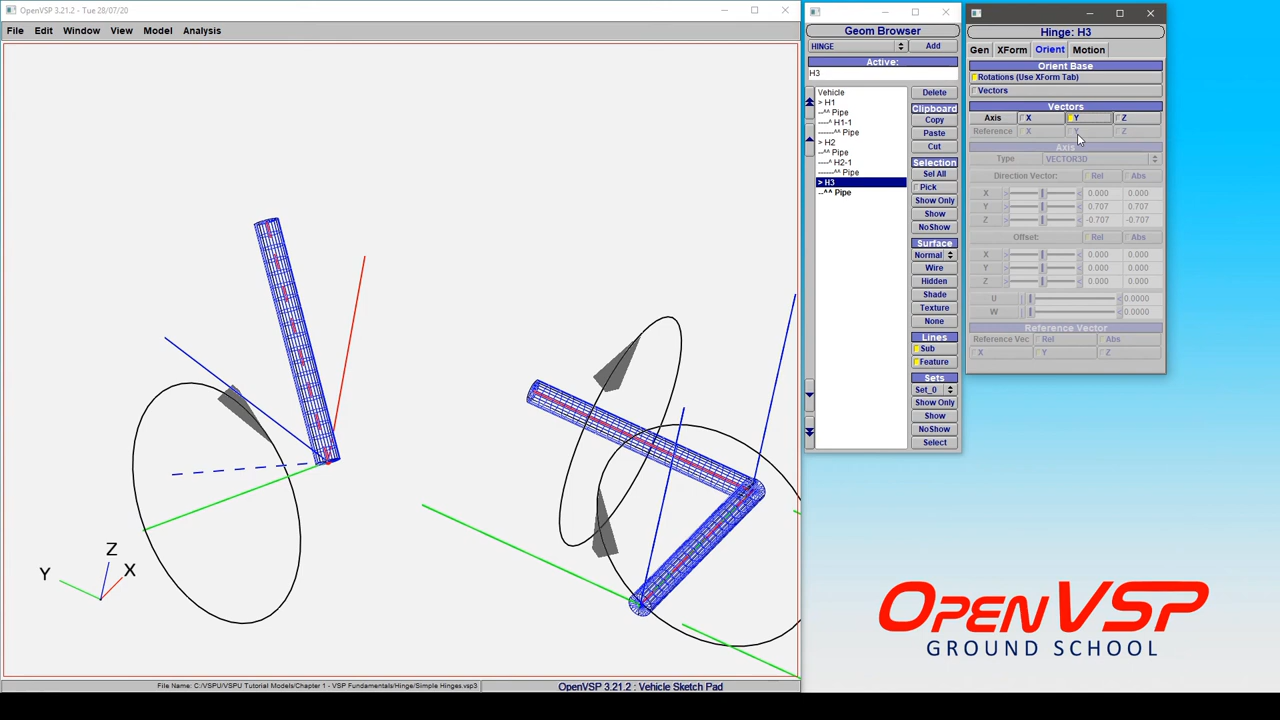 OpenVSP 3.21.2 - Tue 28/07/20
File Edit Window View Model Analysis
Z
Y X
File Name: C:/VSPU/VSPU Tutorial Models/Chapter 1 - VSP Fundamentals/Hinge/Simple Hinges.vsp3
OpenVSP 3.21.2 : Vehicle Sketch Pad
Geom Browser
HINGE Add
Active:
H3
Vehicle
> H1
--^^ Pipe
----^ H1-1
------^^ Pipe
> H2
--^^ Pipe
----^ H2-1
------^^ Pipe
> H3
--^^ Pipe
Delete
Clipboard
Copy
Paste
Cut
Selection
Sel All
Pick
Show Only
Show
NoShow
Surface
Normal
Wire
Hidden
Shade
Texture
None
Lines
Sub
Feature
Sets
Set_0
Show Only
Show
NoShow
Select
Hinge: H3
Gen XForm Orient Motion
Orient Base
Rotations (Use XForm Tab)
Vectors
Vectors
Axis X Y Z
Reference X Y Z
Axis
Type VECTOR3D
Direction Vector: Rel Abs
X > < 0.000 0.000
Y > < 0.707 0.707
Z > < -0.707 -0.707
Offset: Rel Abs
X > < 0.000 0.000
Y > < 0.000 0.000
Z > < 0.000 0.000
U 0.0000
W 0.0000
Reference Vector
Reference Vec Rel Abs
X Y Z
OPENVSP
GROUND SCHOOL